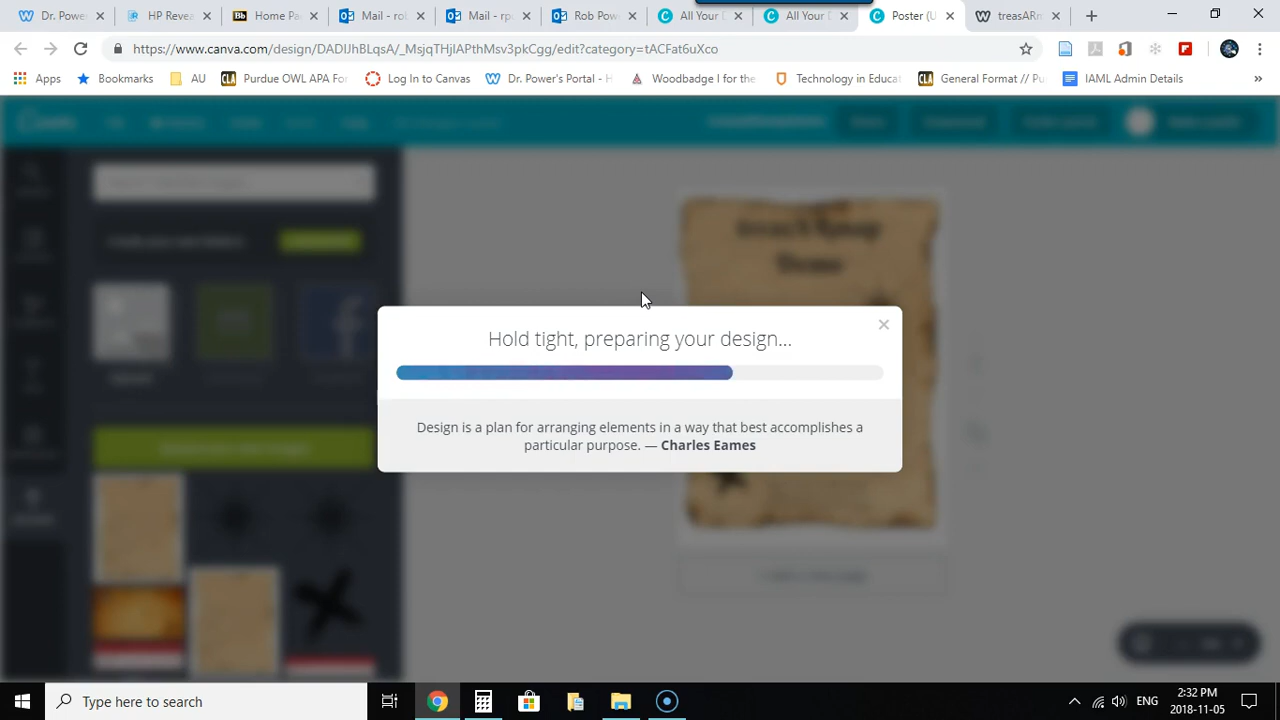 Dr. Powe
HP Revea
Home Pa
Mail - rob
Mail - rp
Rob Pow
All Your D
All Your D
Poster (U
treasARm
https://www.canva.com/design/DADIJhBLqsA/_MsjqTHjIAPthMsv3pkCgg/edit?category=tACFat6uXco
Apps
Bookmarks
AU
Purdue OWL APA For
Log In to Canvas
Dr. Power's Portal - H
Woodbadge I for the
Technology in Educat
General Format // Pu
IAML Admin Details
Demo
Hold tight, preparing your design...
Design is a plan for arranging elements in a way that best accomplishes a
particular purpose. — Charles Eames
Type here to search
ENG
2:32 PM
2018-11-05